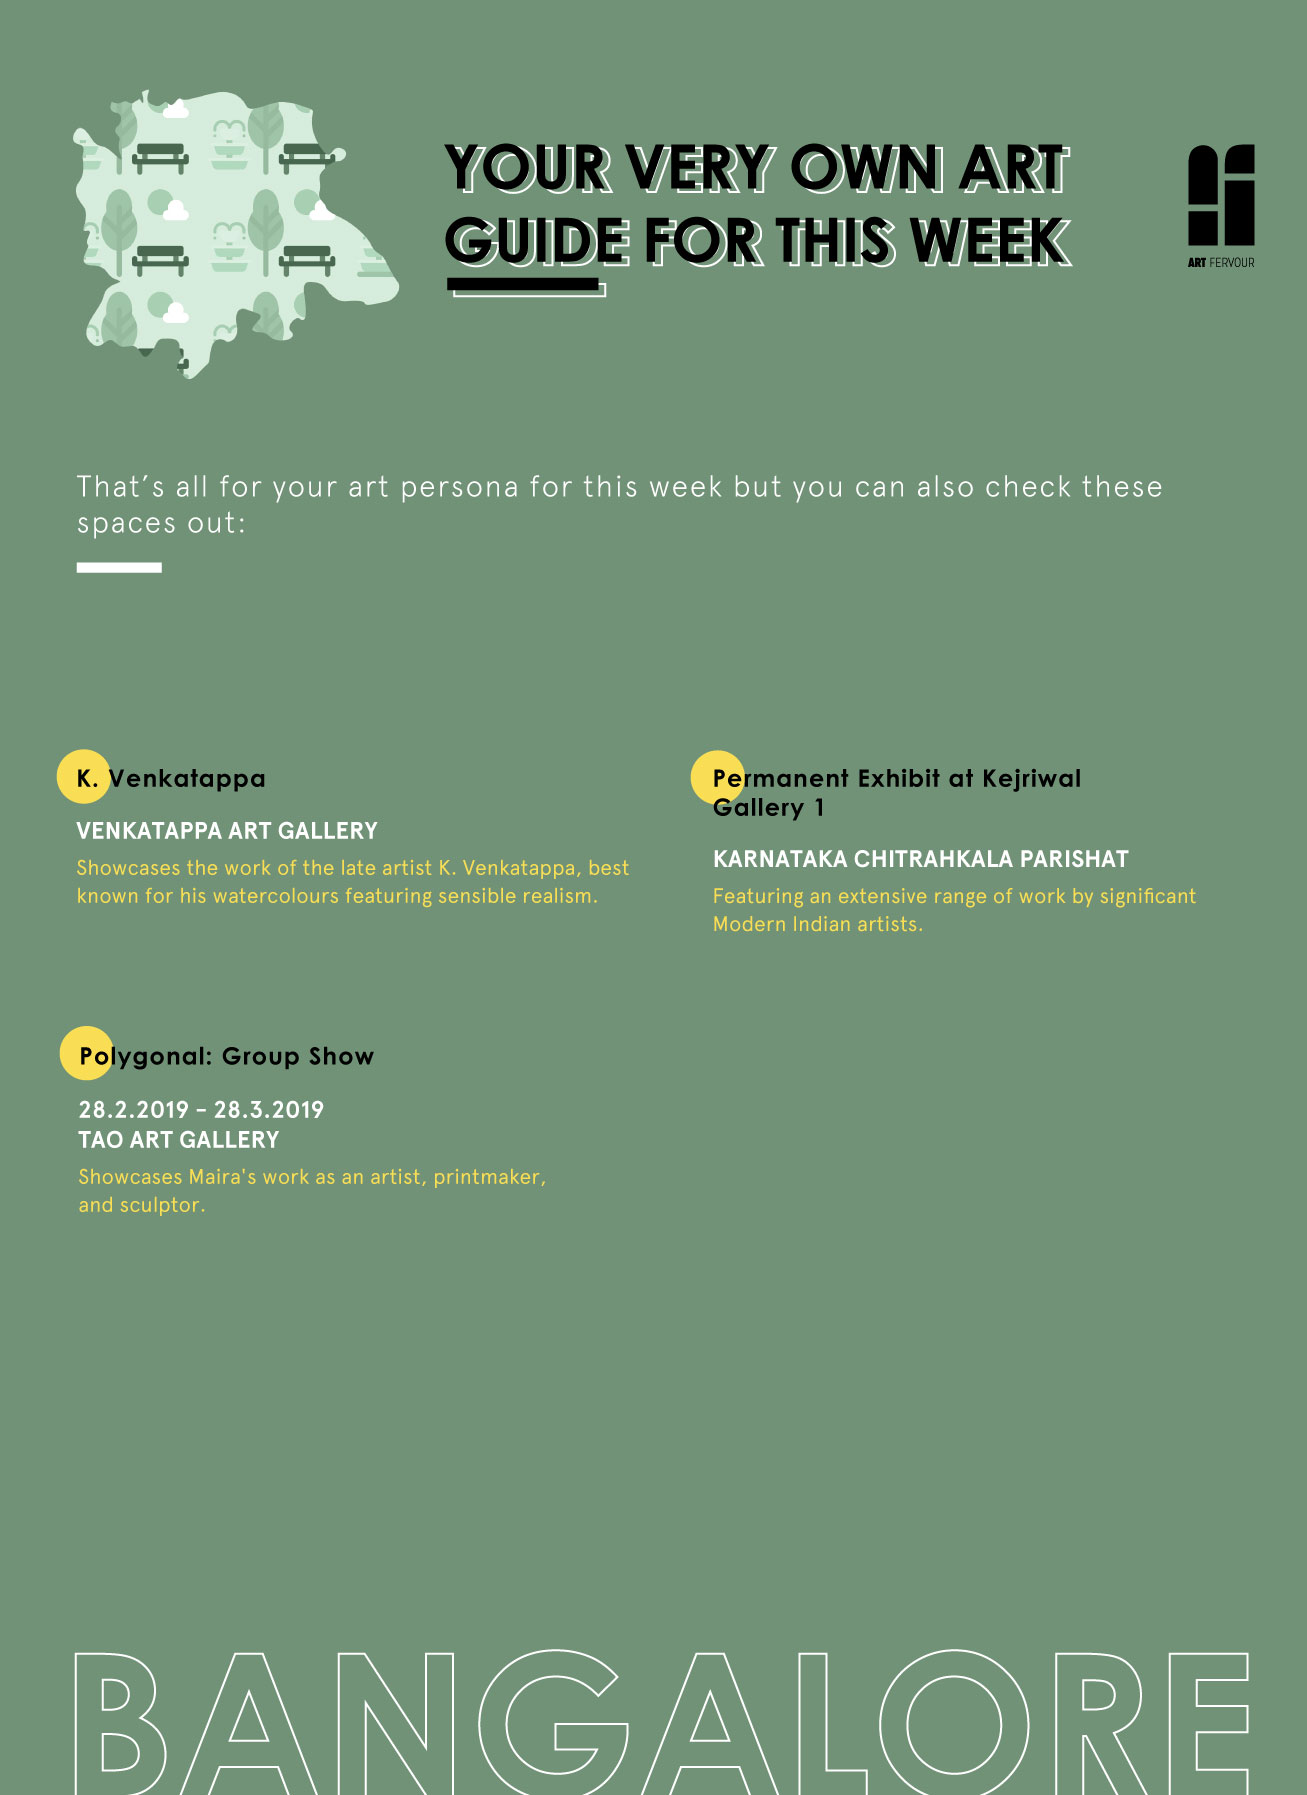 YOUR VERY OWN ART
GUIDE FOR THIS WEEK
ART FERVOUR
That´s all for your art persona for this week but you can also check these
spaces out:
K. Venkatappa
VENKATAPPA ART GALLERY
Showcases the work of the late artist K. Venkatappa, best
known for his watercolours featuring sensible realism.
Permanent Exhibit at Kejriwal
Gallery 1
KARNATAKA CHITRAHKALA PARISHAT
Featuring an extensive range of work by significant
Modern Indian artists.
Polygonal: Group Show
28.2.2019 – 28.3.2019
TAO ART GALLERY
Showcases Maira's work as an artist, printmaker,
and sculptor.
BANGALORE